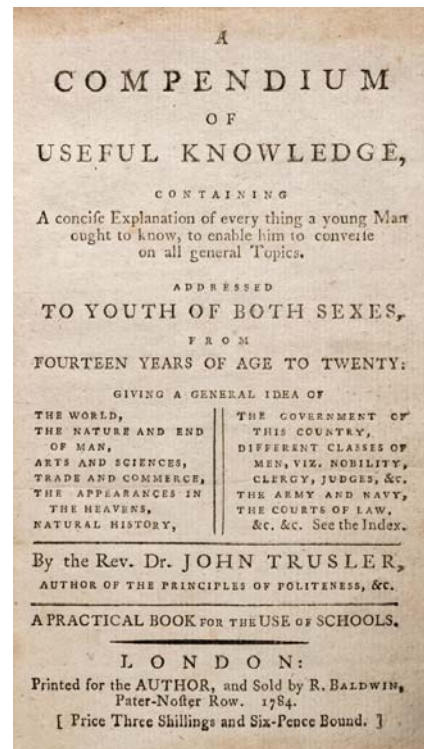 A
COMPENDIUM
OF
USEFUL KNOWLEDGE,
CONTAINING
A conciſe Explanation of every thing a young Man
ought to know, to enable him to converſe
on all general Topics.
ADDRESSED
TO YOUTH OF BOTH SEXES,
FROM
FOURTEEN YEARS OF AGE TO TWENTY:
GIVING A GENERAL IDEA OF
THE WORLD,
THE NATURE AND END
OF MAN,
ARTS AND SCIENCES,
TRADE AND COMMERCE,
THE APPEARANCES IN
THE HEAVENS,
NATURAL HISTORY,
THE GOVERNMENT OF
THIS COUNTRY,
DIFFERENT CLASSES OF
MEN, VIZ. NOBILITY,
CLERGY, JUDGES, &c.
THE ARMY AND NAVY,
THE COURTS OF LAW,
&c. &c. See the Index.
By the Rev. Dr. JOHN TRUSLER,
AUTHOR OF THE PRINCIPLES OF POLITENESS, &c.
A PRACTICAL BOOK FOR THE USE OF SCHOOLS.
LONDON:
Printed for the AUTHOR, and Sold by R. BALDWIN,
Pater-Noſter Row. 1784.
[ Price Three Shillings and Six-Pence Bound. ]